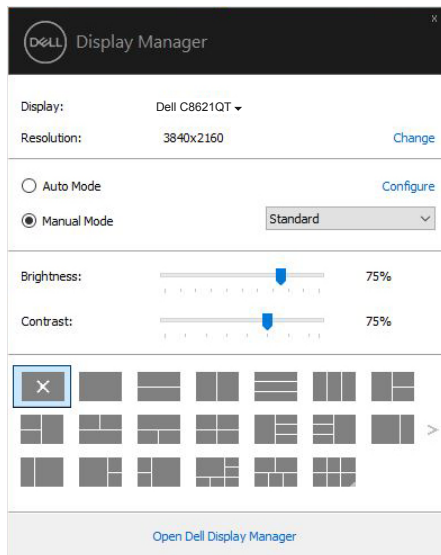 DELL Display Manager
Display: Dell C8621QT
Resolution: 3840x2160 Change
Auto Mode Configure
Manual Mode Standard
Brightness: 75%
Contrast: 75%
Open Dell Display Manager